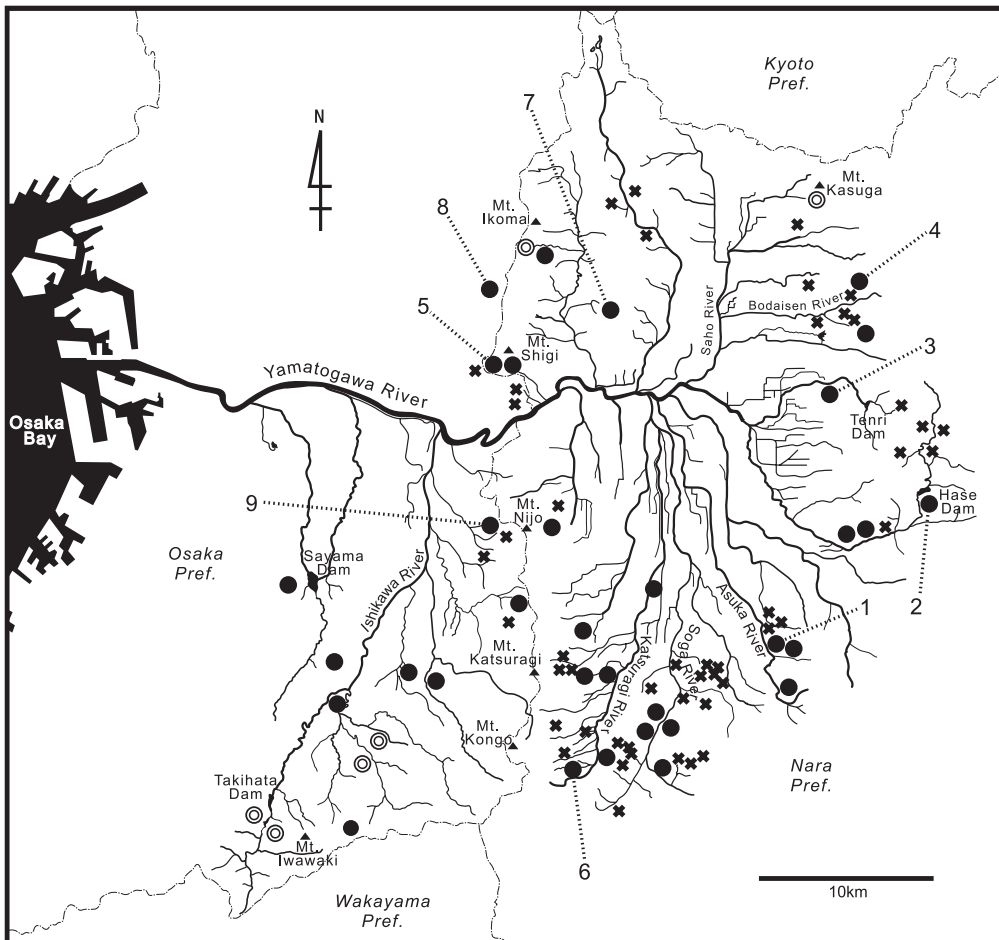 Kyoto
Pref.
7
N
Mt.
Kasuga
Mt.
Ikoma
8
4
Saho River
Bodaisen River
5
Mt.
Shigi
3
Yamatogawa River
Osaka
Bay
Tenri
Dam
9
Mt.
Nijo
Hase
Dam
Osaka
Pref.
Sayama
Dam
Ishikawa River
Asuka River
1
2
Soga River
Katsuragi River
Mt.
Katsuragi
Mt.
Kongo
Nara
Pref.
Takihata
Dam
Mt.
Iwawaki
6
10km
Wakayama
Pref.